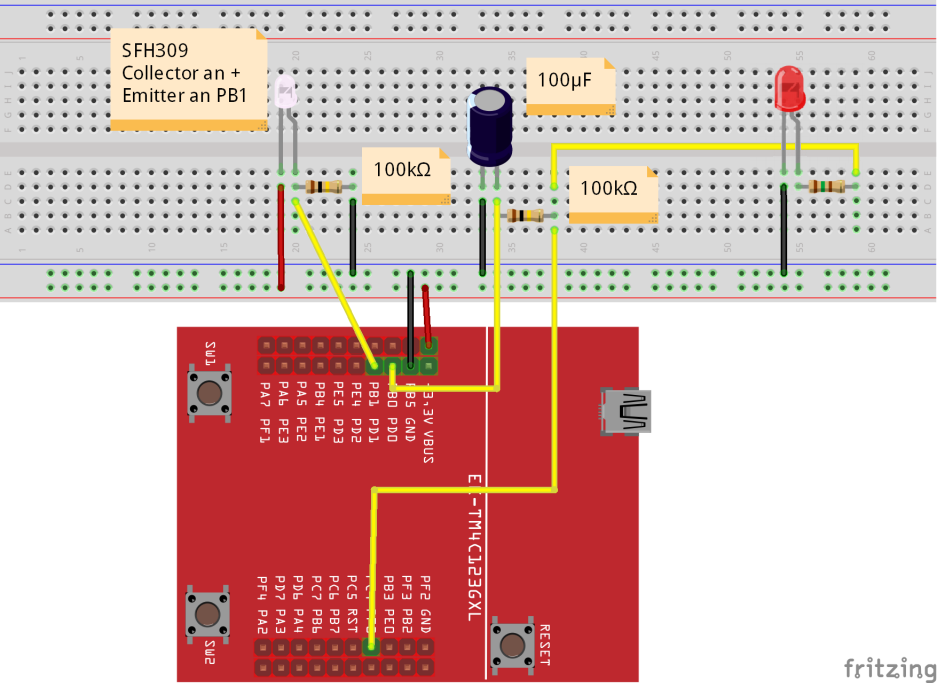 SFH309
Collector an +
Emitter an PB1
100µF
100kΩ
100kΩ
SW1
PA7 PF1
PA6 PE3
PA5 PE2
PB4 PE1
PE5 PD3
PE4 PD2
PB1 PD1
PB0 PD0
PB5 GND
3.3V VBUS
EK-TM4C123GXL
PF4 PA2
PD7 PA3
PD6 PA4
PC7 PB6
PC6 PB7
PC5 RST
PB3 PE0
PF3 PB2
PF2 GND
SW2
RESET
fritzing